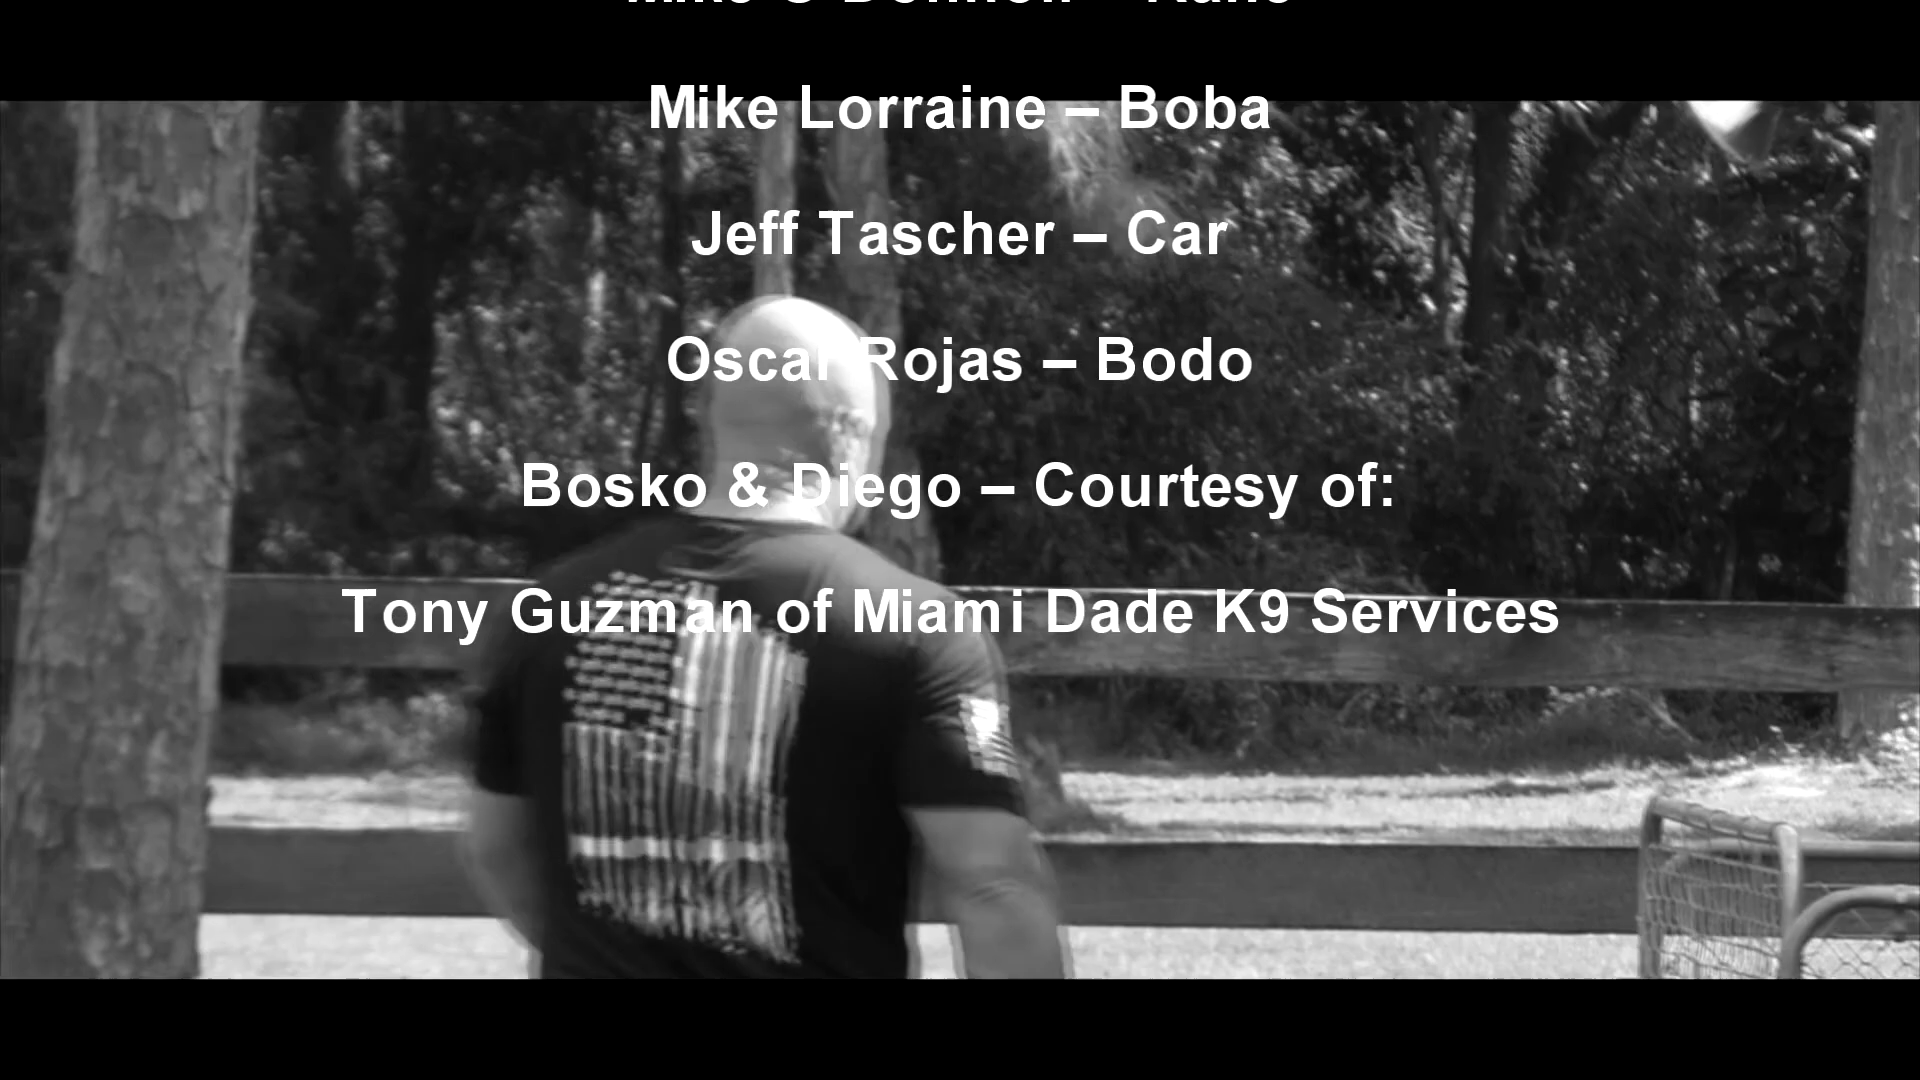 Mike Lorraine – Boba
Jeff Tascher – Car
Oscar Rojas – Bodo
Bosko & Diego – Courtesy of:
Tony Guzman of Miami Dade K9 Services